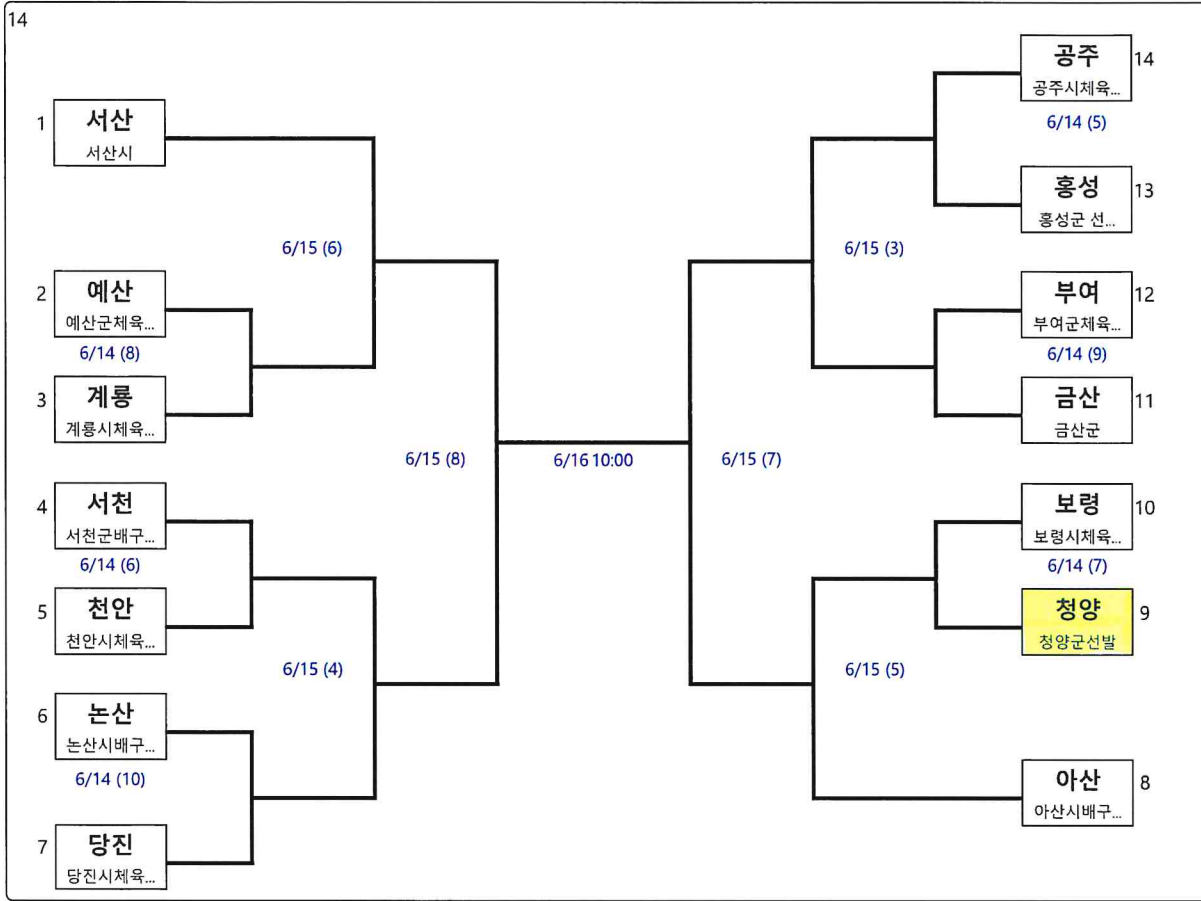 14
1
서산
서산시
6/15 (6)
2
예산
예산군체육...
6/14 (8)
3
계룡
계룡시체육...
6/15 (8)
4
서천
서천군배구...
6/14 (6)
5
천안
천안시체육...
6/15 (4)
6
논산
논산시배구...
6/14 (10)
7
당진
당진시체육...
6/16 10:00
공주
14
공주시체육...
6/14 (5)
홍성
13
홍성군 선...
6/15 (3)
부여
12
부여군체육...
6/14 (9)
금산
11
금산군
6/15 (7)
보령
10
보령시체육...
6/14 (7)
청양
9
청양군선발
6/15 (5)
아산
8
아산시배구...